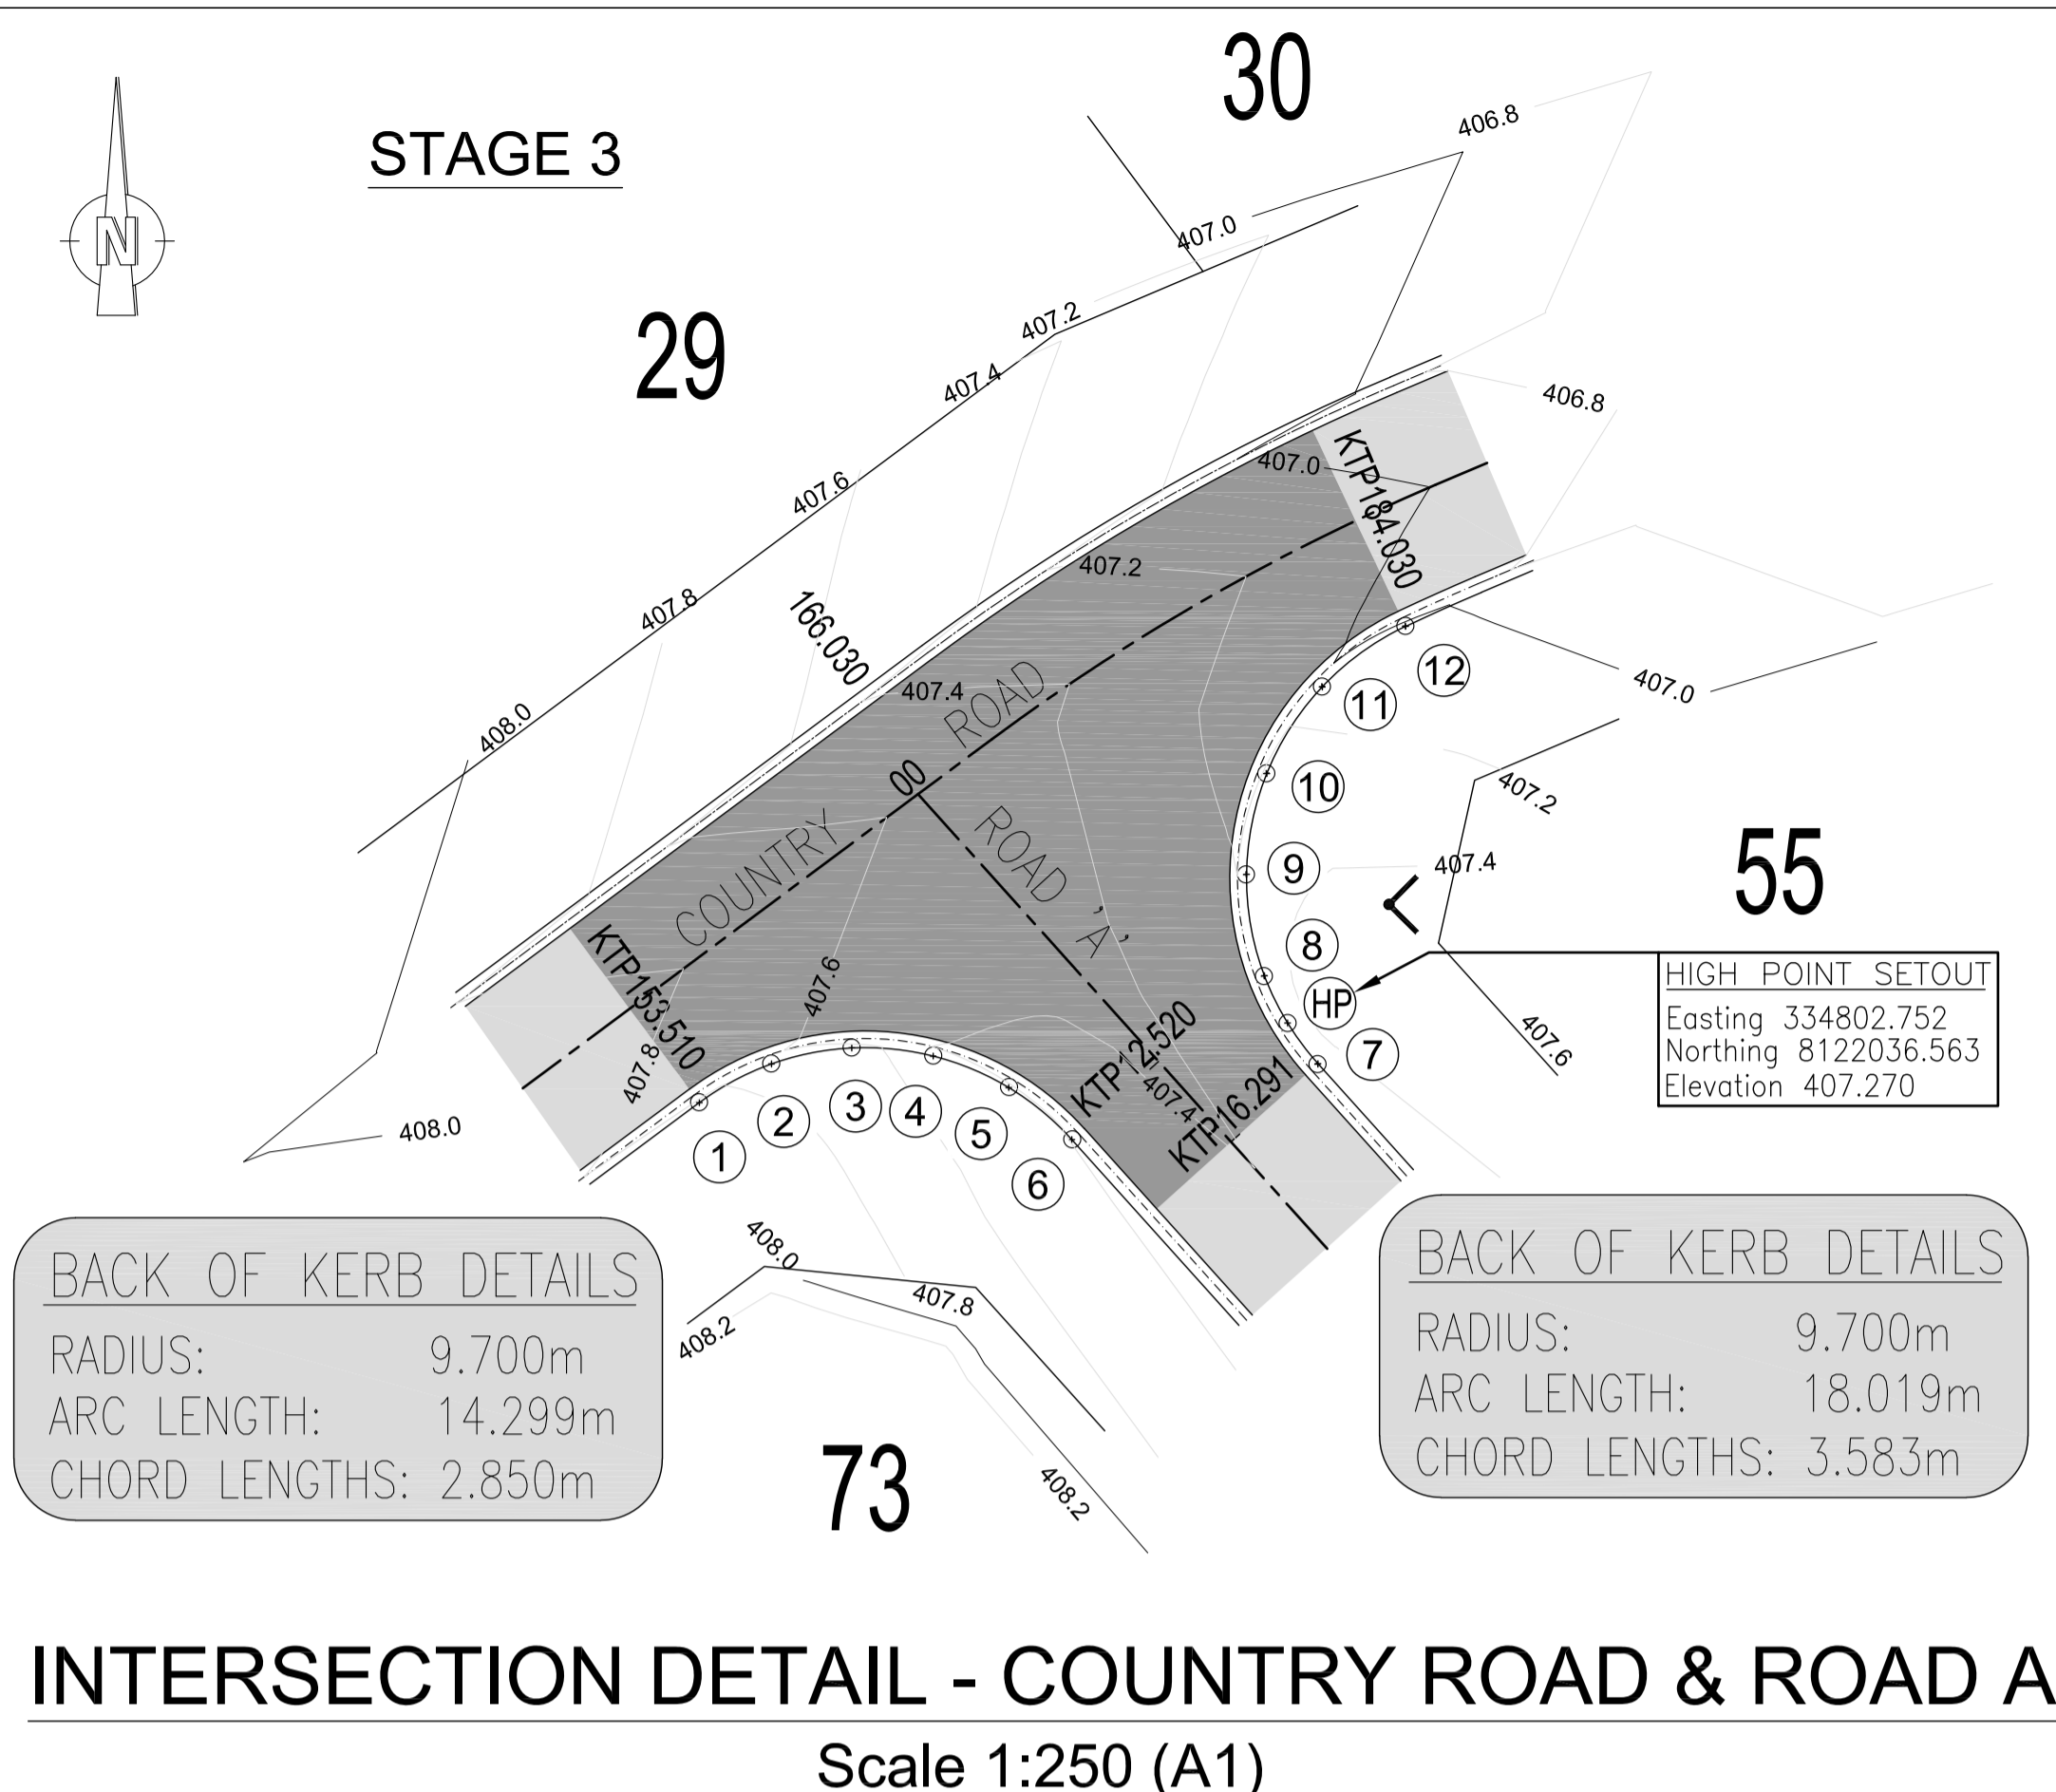 30
406.8
STAGE 3
N
407.0
29
407.2
407.4
406.8
407.0
KTP184.030
407.6
407.2
407.8
166.030
407.4
ROAD
12
407.0
11
408.0
00
10
407.2
COUNTRY
ROAD 'A'
9
407.4
55
8
KTP153.510
407.6
HP
HIGH POINT SETOUT
Easting 334802.752
Northing 8122036.563
Elevation 407.270
407.6
407.8
KTP12.520
7
407.4
KTP16.291
408.0
1
2
3
4
5
6
BACK OF KERB DETAILS
RADIUS: 9.700m
ARC LENGTH: 14.299m
CHORD LENGTHS: 2.850m
408.0
407.8
408.2
BACK OF KERB DETAILS
RADIUS: 9.700m
ARC LENGTH: 18.019m
CHORD LENGTHS: 3.583m
73
408.2
INTERSECTION DETAIL - COUNTRY ROAD & ROAD A
Scale 1:250 (A1)